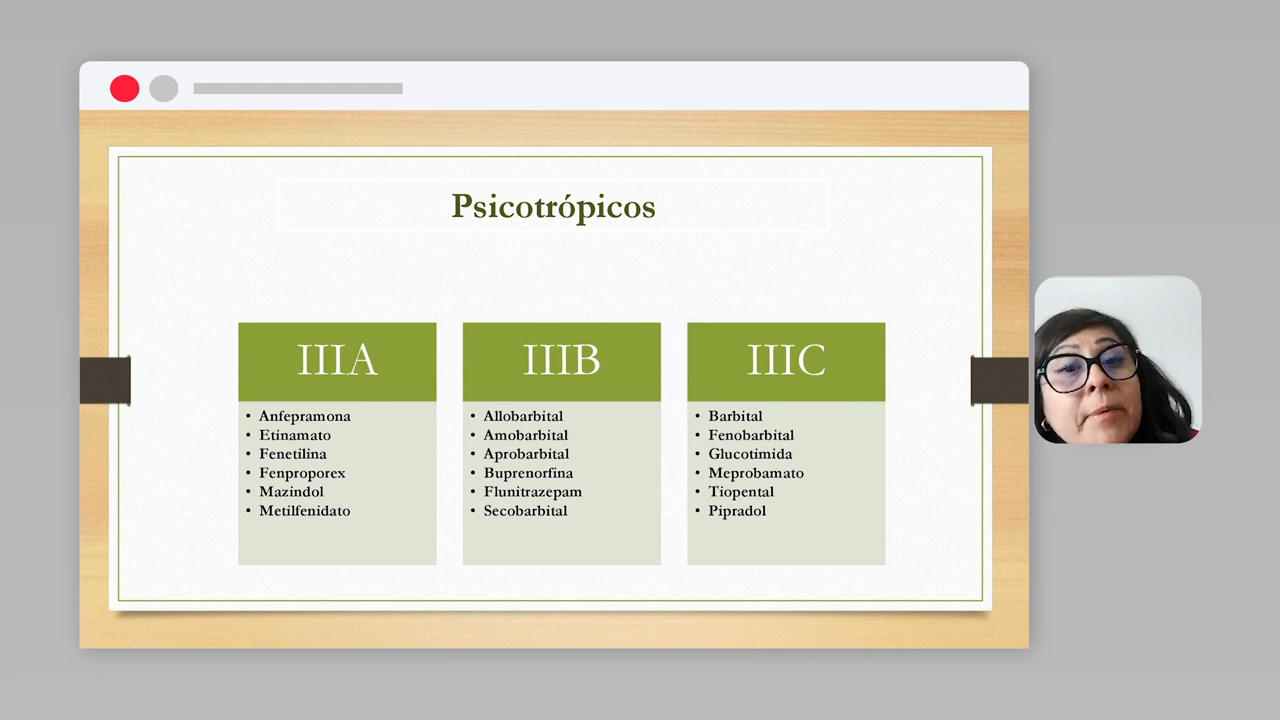 Psicotrópicos
IIIA
• Anfepramona
• Etinamato
• Fenetilina
• Fenproporex
• Mazindol
• Metilfenidato
IIIB
• Allobarbital
• Amobarbital
• Aprobarbital
• Buprenorfina
• Flunitrazepam
• Secobarbital
IIIC
• Barbital
• Fenobarbital
• Glucotimida
• Meprobamato
• Tiopental
• Pipradol